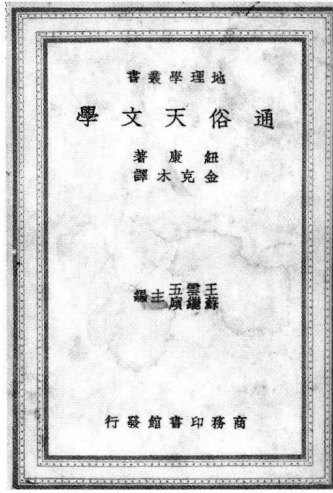 地理學叢書
通俗天文學
紐康著
金克木譯
王雲五
蘇繼廎
主編
商務印書館發行